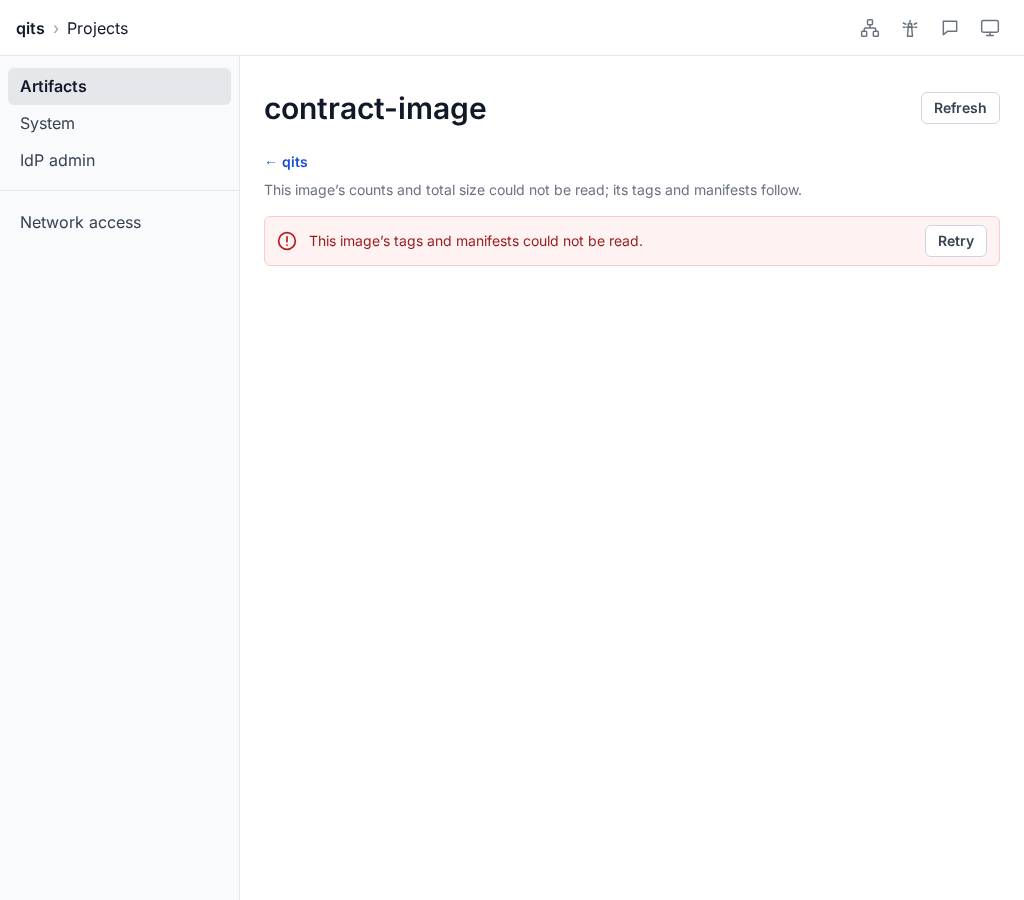 qits › Projects
Artifacts
System
IdP admin
Network access
contract-image
Refresh
← qits
This image’s counts and total size could not be read; its tags and manifests follow.
This image’s tags and manifests could not be read.
Retry